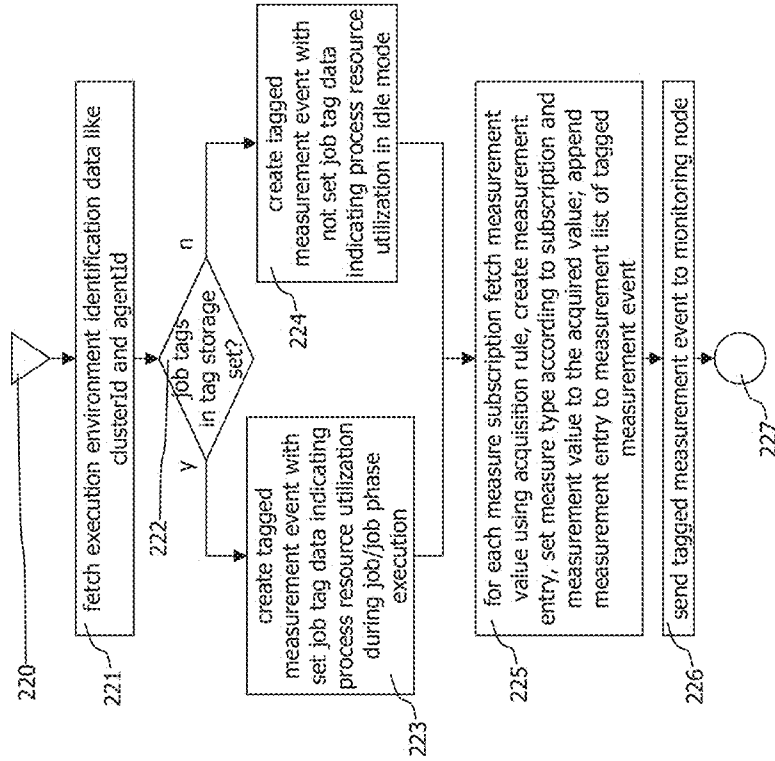 220
fetch execution environment identification data like
clusterId and agentId
221
222
job tags
in tag storage
set?
y
n
create tagged
measurement event with
set job tag data indicating
process resource utilization
during job/job phase
execution
223
create tagged
measurement event with
not set job tag data
indicating process resource
utilization in idle mode
224
for each measure subscription fetch measurement
value using acquisition rule, create measurement
entry, set measure type according to subscription and
measurement value to the acquired value; append
measurement entry to measurement list of tagged
measurement event
225
send tagged measurement event to monitoring node
226
227